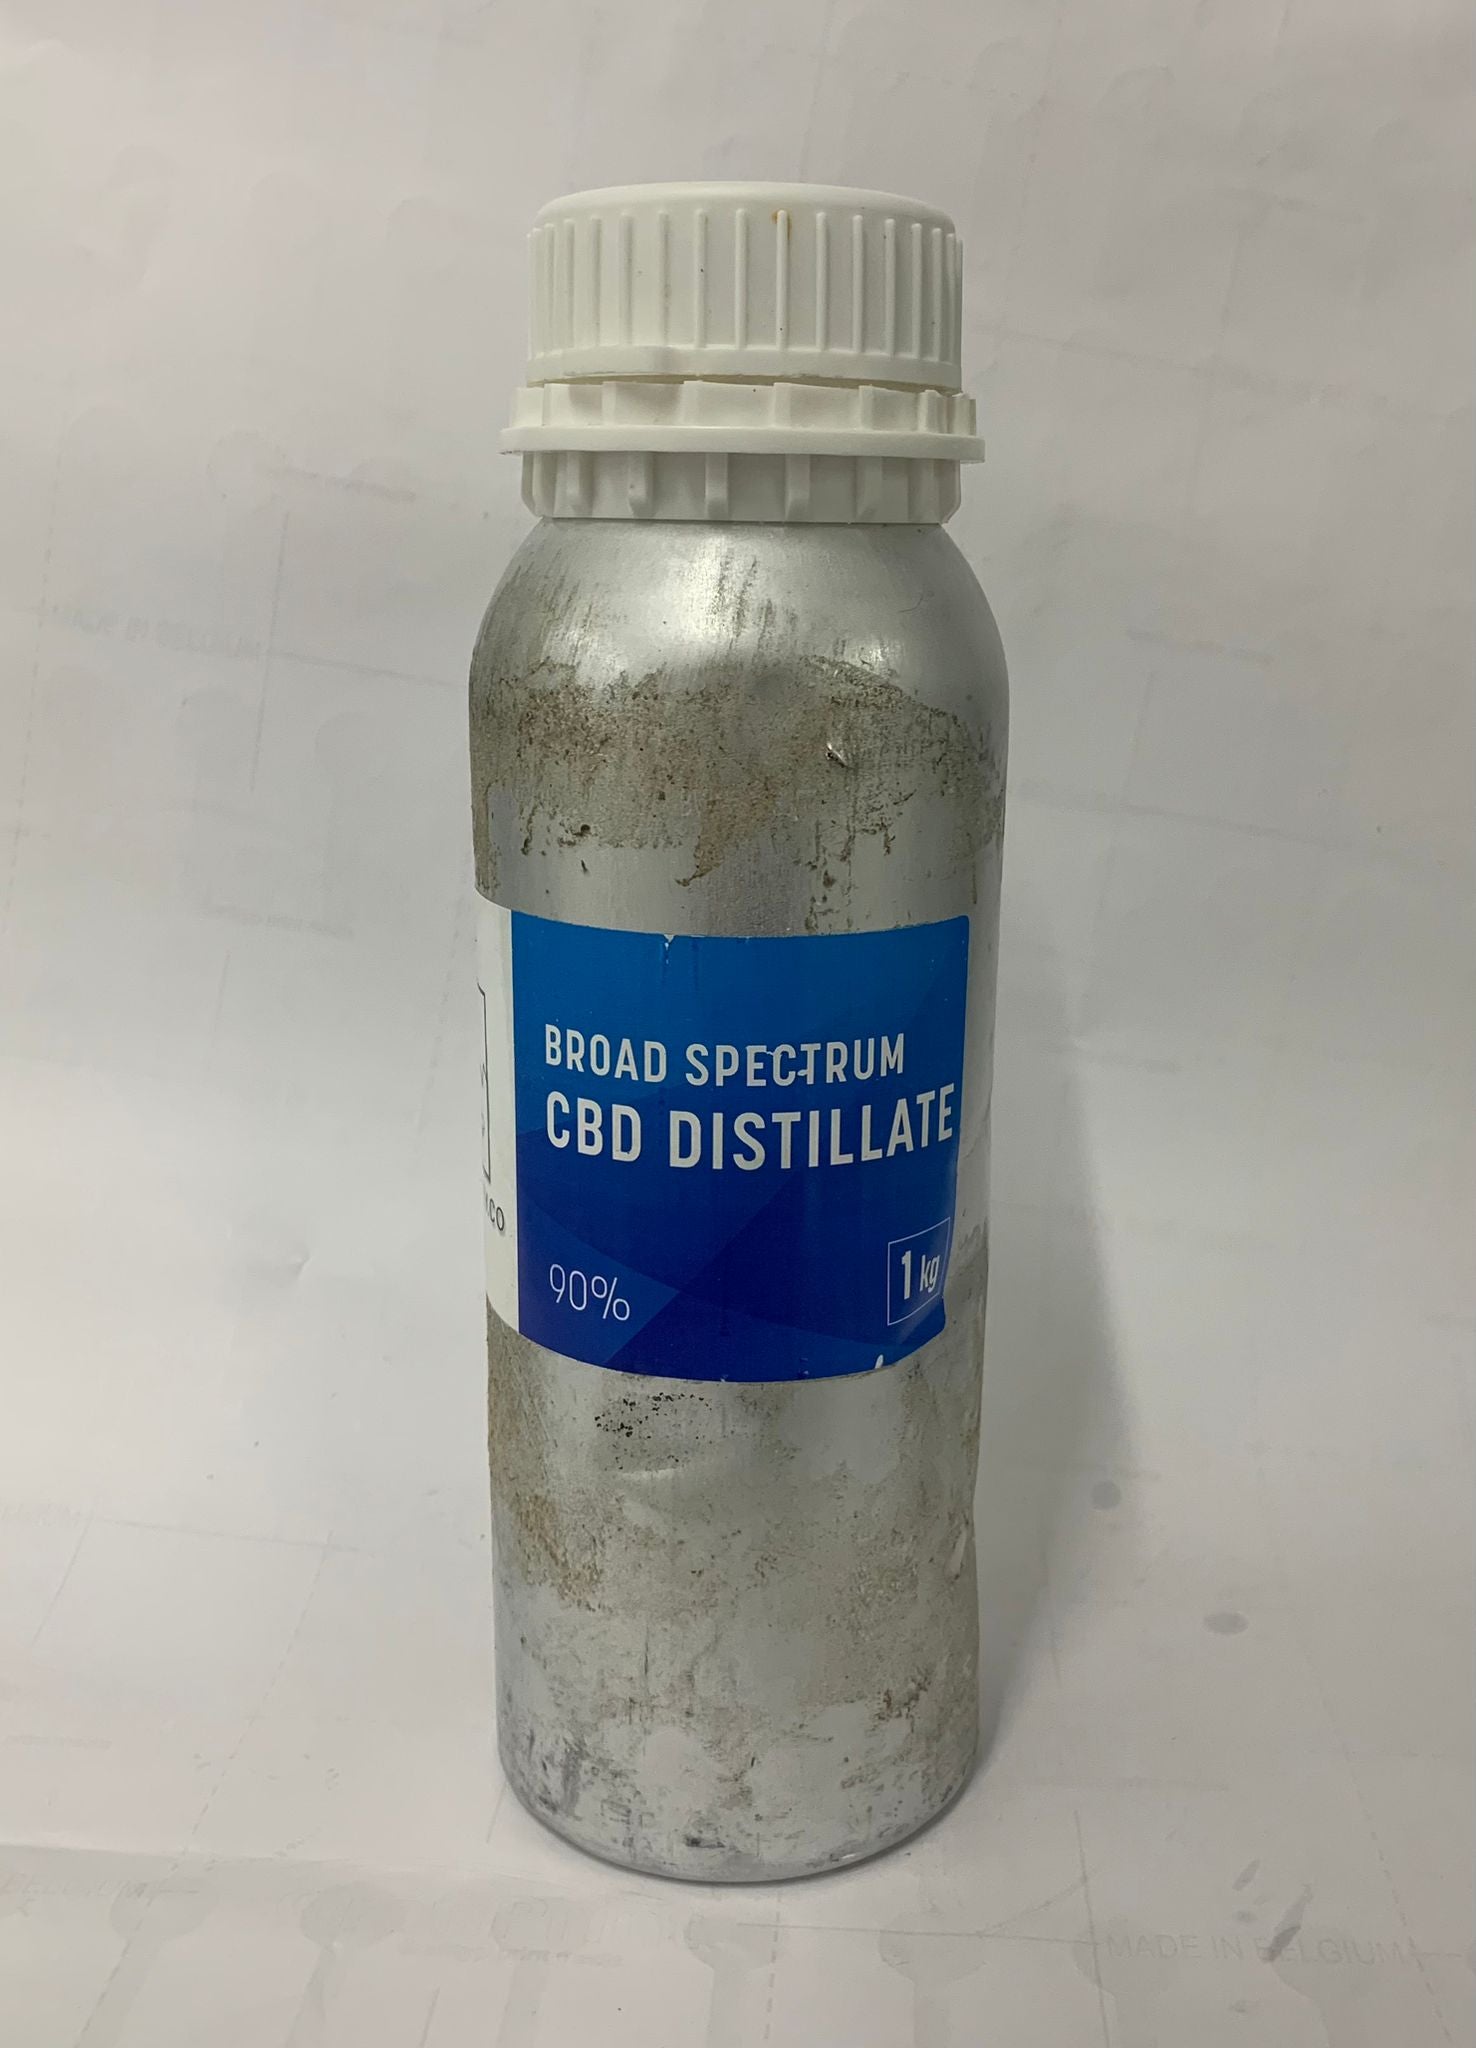 BROAD SPECTRUM
CBD DISTILLATE
90%
1 kg
MADE IN BELGIUM